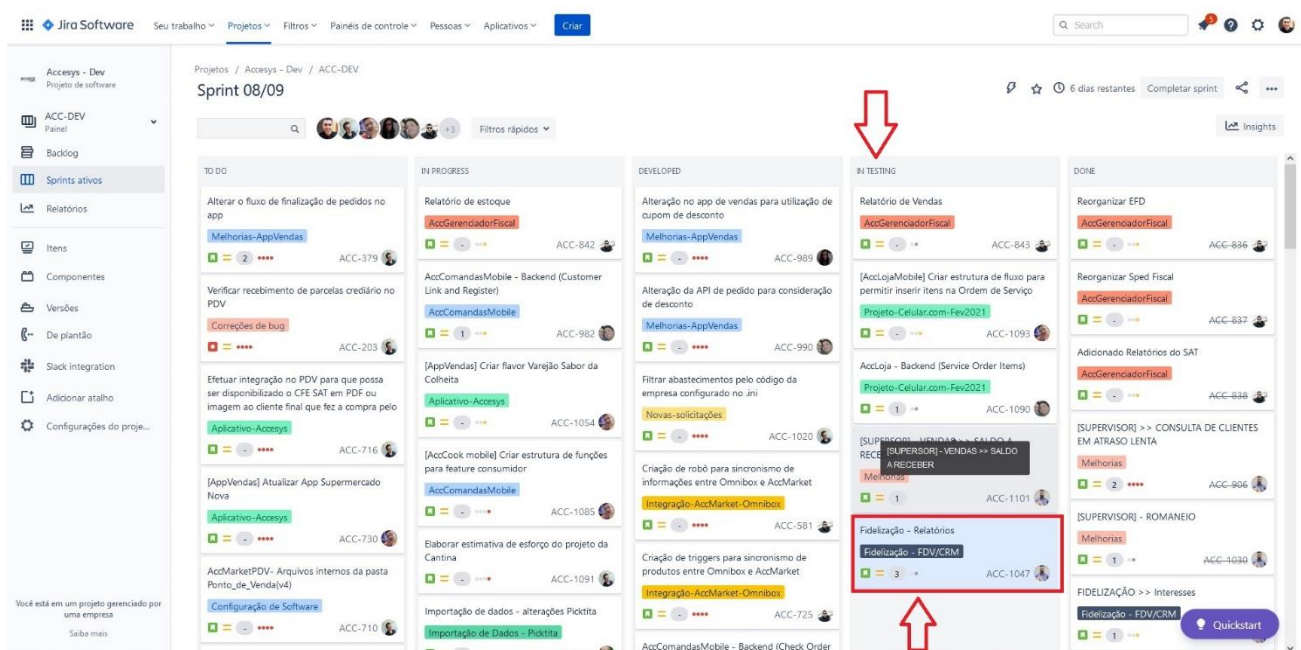 Jira Software
Seu trabalho
Projetos
Filtros
Painéis de controle
Pessoas
Aplicativos
Criar
Search
5
Accesys - Dev
Projeto de software
ACC-DEV
Painel
Backlog
Sprints ativos
Relatórios
Itens
Componentes
Versões
De plantão
Slack integration
Adicionar atalho
Configurações do proje...
Você está em um projeto gerenciado por
uma empresa
Saiba mais
Projetos / Accesys - Dev / ACC-DEV
Sprint 08/09
6 dias restantes
Completar sprint
+3
Filtros rápidos
Insights
TO DO
Alterar o fluxo de finalização de pedidos no
app
Melhorias-AppVendas
2
ACC-379
Verificar recebimento de parcelas crediário no
PDV
Correções de bug
ACC-203
Efetuar integração no PDV para que possa
ser disponibilizado o CFE SAT em PDF ou
imagem ao cliente final que fez a compra pelo
Aplicativo-Accesys
-
ACC-716
[AppVendas] Atualizar App Supermercado
Nova
Aplicativo-Accesys
-
ACC-730
AccMarketPDV- Arquivos internos da pasta
Ponto_de_Venda(v4)
Configuração de Software
-
ACC-710
IN PROGRESS
Relatório de estoque
AccGerenciadorFiscal
-
ACC-842
AccComandasMobile - Backend (Customer
Link and Register)
AccComandasMobile
1
ACC-982
[AppVendas] Criar flavor Varejão Sabor da
Colheita
Aplicativo-Accesys
-
ACC-1054
[AccCook mobile] Criar estrutura de funções
para feature consumidor
AccComandasMobile
-
ACC-1085
Elaborar estimativa de esforço do projeto da
Cantina
-
ACC-1091
Importação de dados - alterações Picktita
Importação de Dados - Picktita
DEVELOPED
Alteração no app de vendas para utilização de
cupom de desconto
Melhorias-AppVendas
-
ACC-989
Alteração da API de pedido para consideração
de desconto
Melhorias-AppVendas
-
ACC-990
Filtrar abastecimentos pelo código da
empresa configurado no .ini
Novas-solicitações
-
ACC-1020
Criação de robô para sincronismo de
informações entre Omnibox e AccMarket
Integração-AccMarket-Omnibox
-
ACC-581
Criação de triggers para sincronismo de
produtos entre Omnibox e AccMarket
Integração-AccMarket-Omnibox
-
ACC-725
AccComandasMobile - Backend (Check Order
IN TESTING
Relatório de Vendas
AccGerenciadorFiscal
-
ACC-843
[AccLojaMobile] Criar estrutura de fluxo para
permitir inserir itens na Ordem de Serviço
Projeto-Celular.com-Fev2021
-
ACC-1093
AccLoja - Backend (Service Order Items)
Projeto-Celular.com-Fev2021
1
ACC-1090
[SUPERSOR] - VENDAS >> SALDO A
RECE
[SUPERSOR] - VENDAS >> SALDO
A RECEBER
Melhorias
1
ACC-1101
Fidelização - Relatórios
Fidelização - FDV/CRM
3
ACC-1047
DONE
Reorganizar EFD
AccGerenciadorFiscal
-
ACC-836
Reorganizar Sped Fiscal
AccGerenciadorFiscal
-
ACC-837
Adicionado Relatórios do SAT
AccGerenciadorFiscal
-
ACC-838
[SUPERVISOR] >> CONSULTA DE CLIENTES
EM ATRASO LENTA
Melhorias
2
ACC-906
[SUPERVISOR] - ROMANEIO
Melhorias
1
ACC-1030
FIDELIZAÇÃO >> Interesses
Fidelização - FDV/CRM
1
Quickstart